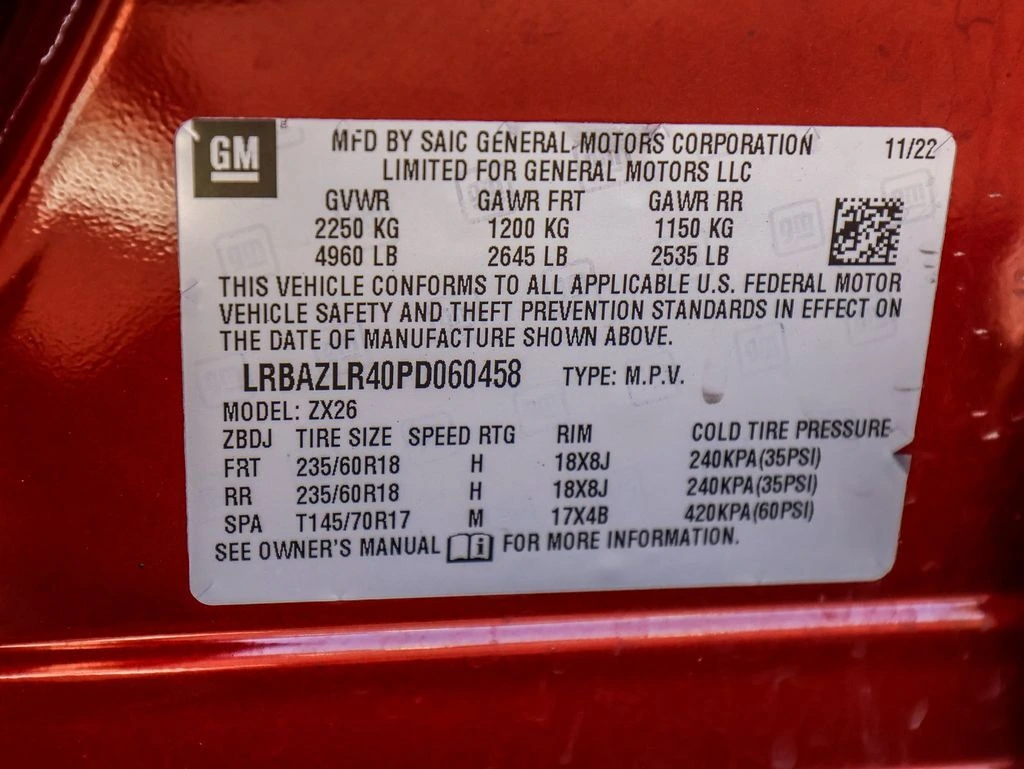 GM
MFD BY SAIC GENERAL MOTORS CORPORATION 11/22
LIMITED FOR GENERAL MOTORS LLC
GVWR GAWR FRT GAWR RR
2250 KG 1200 KG 1150 KG
4960 LB 2645 LB 2535 LB
THIS VEHICLE CONFORMS TO ALL APPLICABLE U.S. FEDERAL MOTOR
VEHICLE SAFETY AND THEFT PREVENTION STANDARDS IN EFFECT ON
THE DATE OF MANUFACTURE SHOWN ABOVE.
LRBAZLR40PD060458 TYPE: M.P.V.
MODEL: ZX26
ZBDJ TIRE SIZE SPEED RTG RIM COLD TIRE PRESSURE
FRT 235/60R18 H 18X8J 240KPA(35PSI)
RR 235/60R18 H 18X8J 240KPA(35PSI)
SPA T145/70R17 M 17X4B 420KPA(60PSI)
SEE OWNER'S MANUAL FOR MORE INFORMATION.